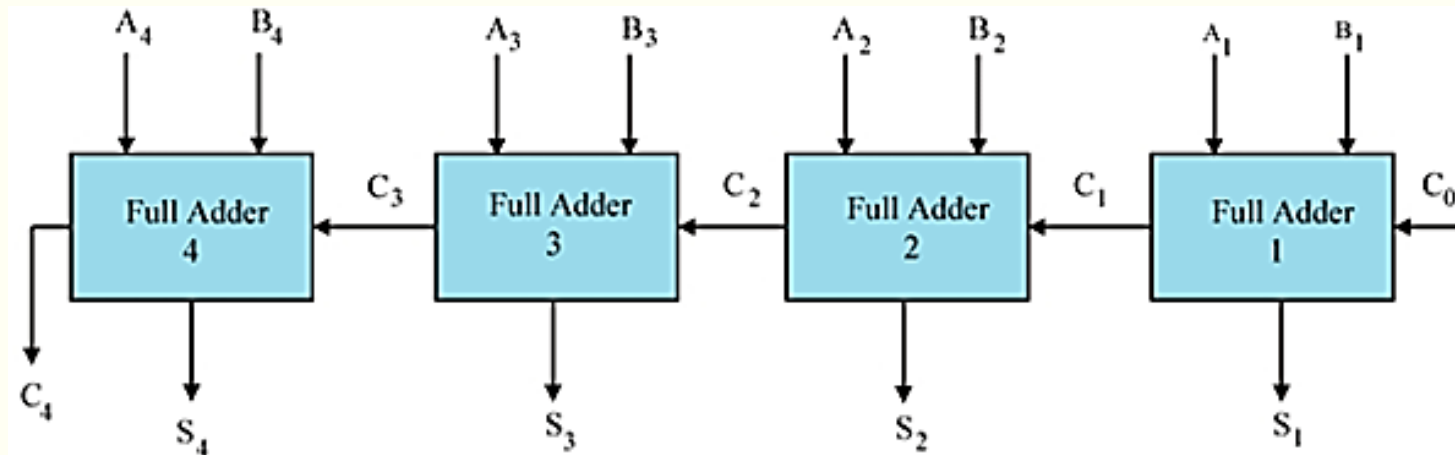 A₄ B₄ A₃ B₃ A₂ B₂ A₁ B₁
C₃ C₂ C₁ C₀
Full Adder Full Adder Full Adder Full Adder
4 3 2 1
C₄
S₄ S₃ S₂ S₁